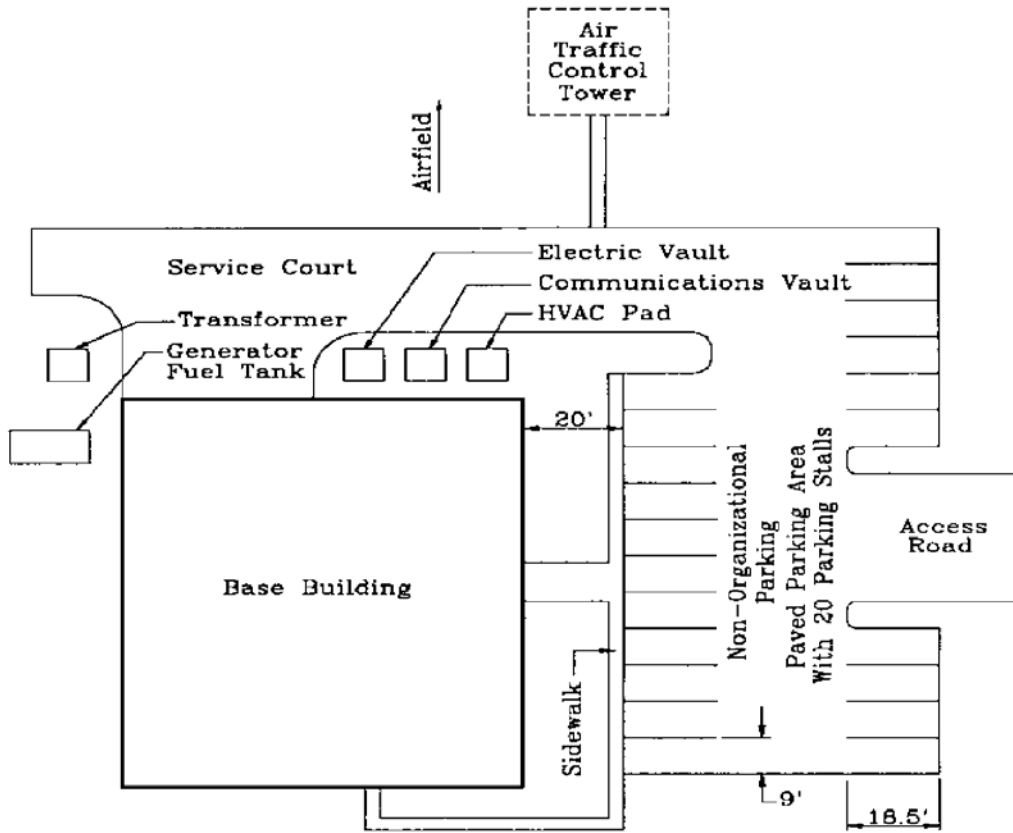 Air
Traffic
Control
Tower
Airfield
Electric Vault
Service Court
Communications Vault
Transformer
HVAC Pad
Generator
Fuel Tank
20'
Non-Organizational
Parking
Paved Parking Area
With 20 Parking Stalls
Access
Road
Base Building
Sidewalk
9'
18.5'